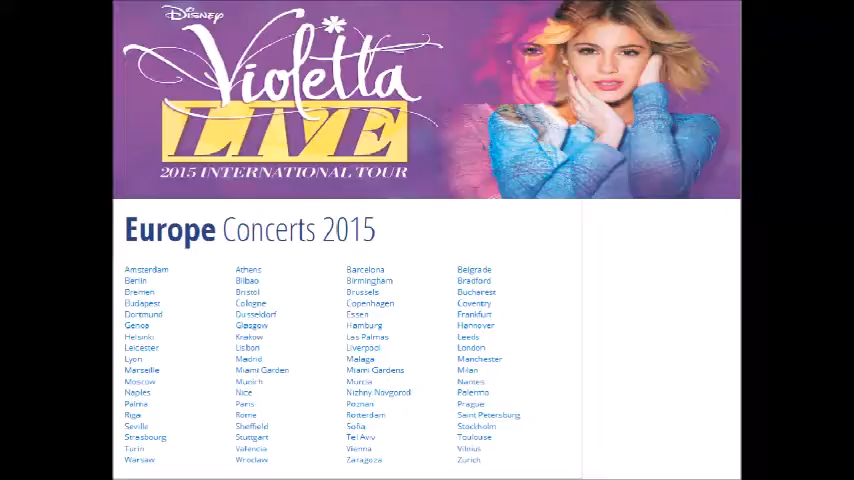 Disney
Violetta
LIVE
2015 INTERNATIONAL TOUR
Europe Concerts 2015
Amsterdam Athens Barcelona Belgrade
Berlin Bilbao Birmingham Bradford
Bremen Bristol Brussels Bucharest
Budapest Cologne Copenhagen Coventry
Dortmund Dusseldorf Essen Frankfurt
Genoa Glasgow Hamburg Hannover
Helsinki Krakow Las Palmas Leeds
Leicester Lisbon Liverpool London
Lyon Madrid Malaga Manchester
Marseille Miami Garden Miami Gardens Milan
Moscow Munich Murcia Nantes
Naples Nice Nizhny Novgorod Palermo
Palma Paris Poznan Prague
Riga Rome Rotterdam Saint Petersburg
Seville Sheffield Sofia Stockholm
Strasbourg Stuttgart Tel Aviv Toulouse
Turin Valencia Vienna Vilnius
Warsaw Wroclaw Zaragoza Zurich